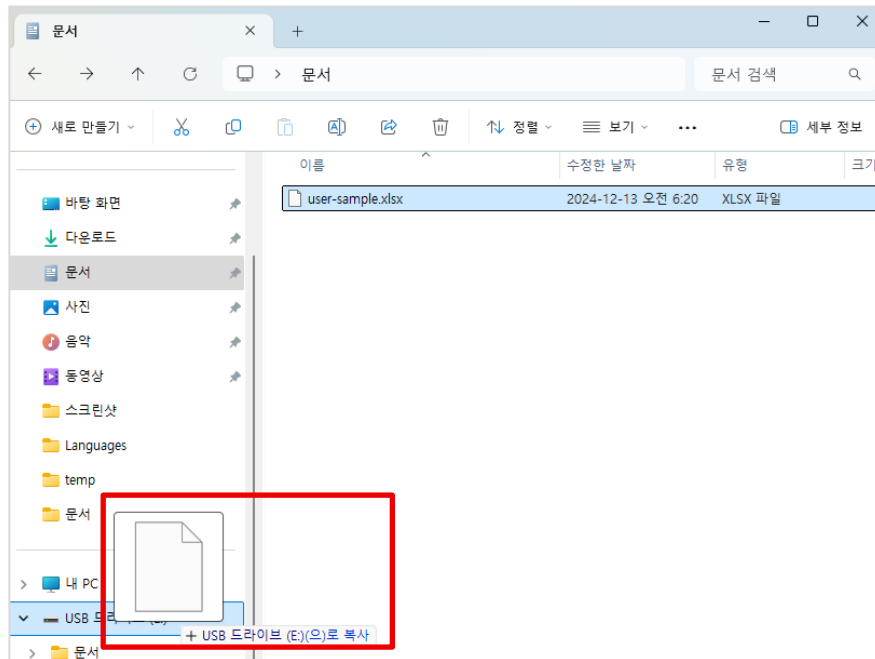 문서
문서
문서 검색
새로 만들기
정렬
보기
세부 정보
이름
수정한 날짜
유형
크기
user-sample.xlsx
2024-12-13 오전 6:20
XLSX 파일
바탕 화면
다운로드
문서
사진
음악
동영상
스크린샷
Languages
temp
문서
내 PC
USB
+ USB 드라이브 (E:)(으)로 복사
문서